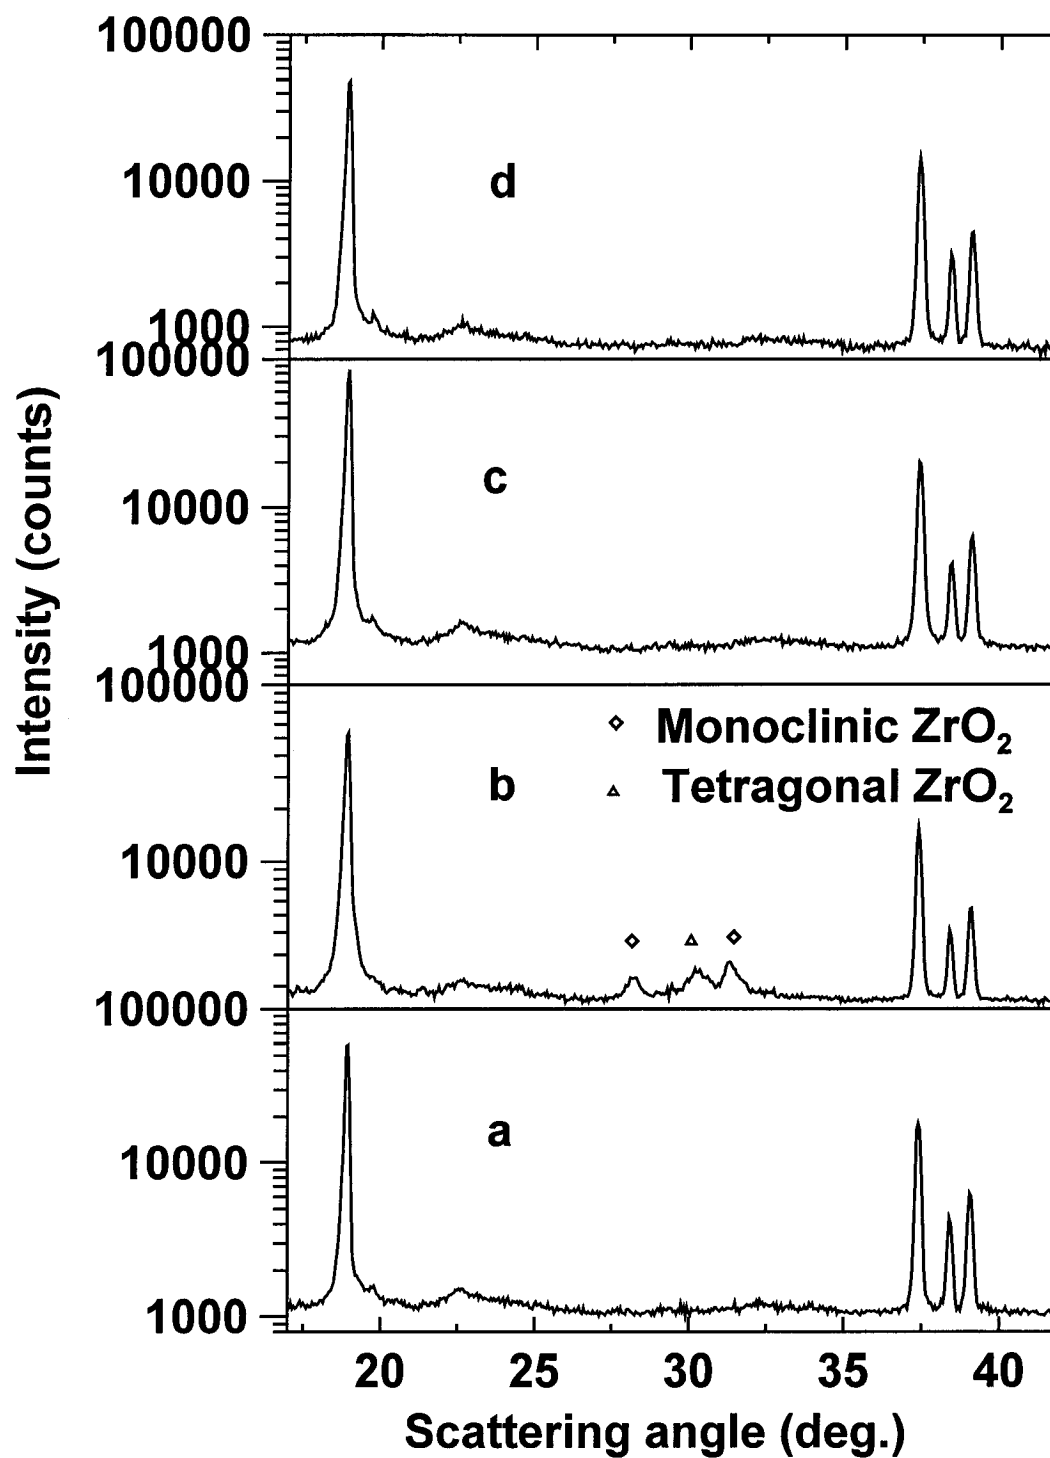 100000
d
10000
1000
100000
c
10000
1000
100000
◇ Monoclinic ZrO₂
b
△ Tetragonal ZrO₂
10000
100000
a
10000
1000
20 25 30 35 40
Scattering angle (deg.)
Intensity (counts)